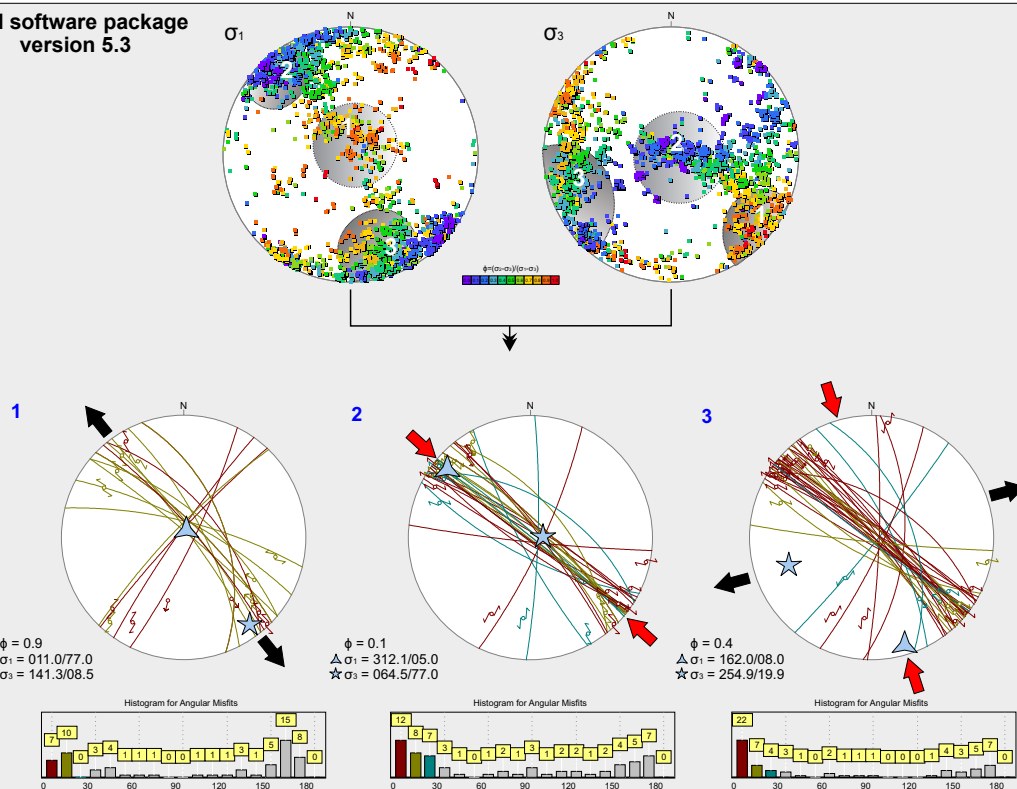 software package
version 5.3
σ1
N
σ3
N
2
3
2
3
1
ϕ=(σ2-σ3)/(σ1-σ3)
1
N
2
N
3
N
ϕ = 0.9
σ1 = 011.0/77.0
σ3 = 141.3/08.5
ϕ = 0.1
σ1 = 312.1/05.0
σ3 = 064.5/77.0
ϕ = 0.4
σ1 = 162.0/08.0
σ3 = 254.9/19.9
Histogram for Angular Misfits
7 10 0 3 4 1 1 1 0 0 1 1 1 3 1 5 15 8 0
0 30 60 90 120 150 180
Histogram for Angular Misfits
12 8 7 3 1 0 1 2 1 3 1 2 2 1 2 4 5 7 0
0 30 60 90 120 150 180
Histogram for Angular Misfits
22 7 4 3 1 0 2 1 1 1 0 0 0 1 4 3 5 7 0
0 30 60 90 120 150 180